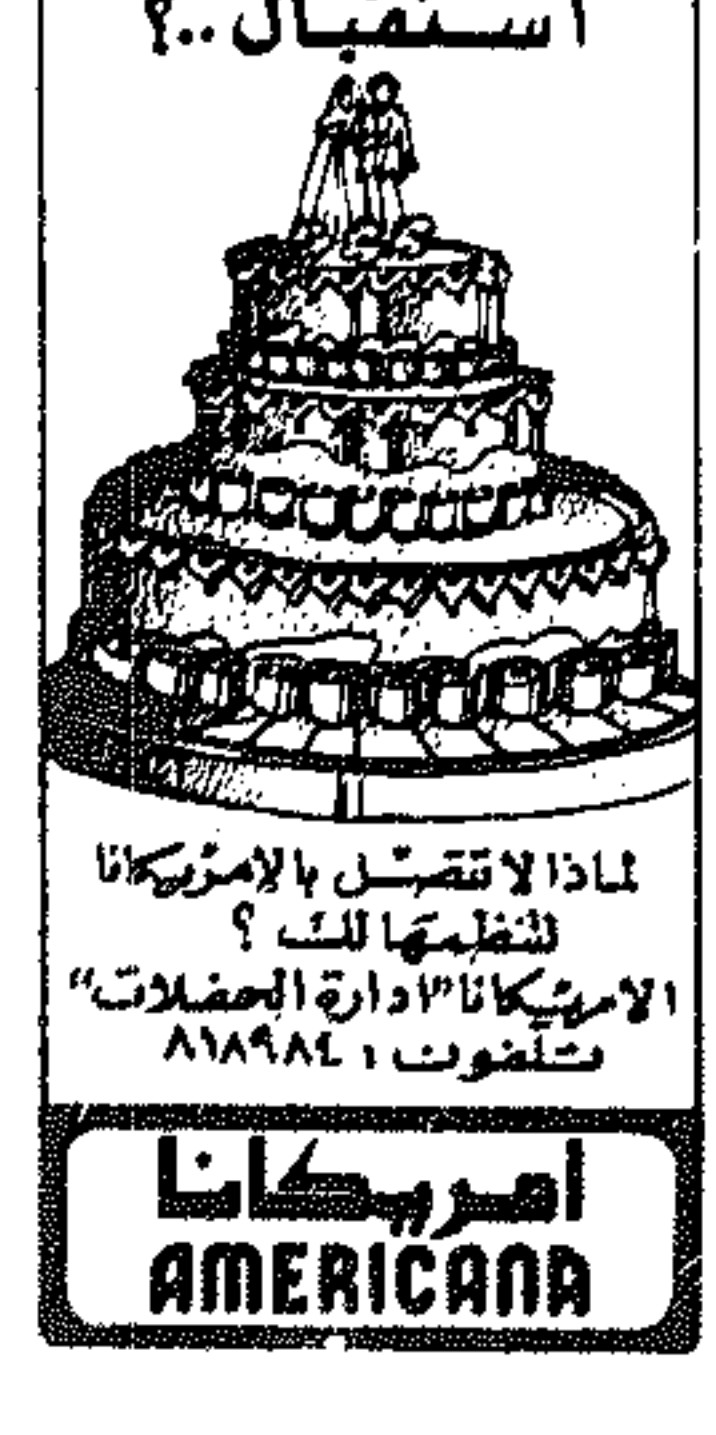 استقبال ..؟
لماذا لا تتصل بالامريكانا
لتنظمها لك ؟
الامريكانا "ادارة الحفلات"
تلفون : ٨١٨٩٨٤
امريكانا
AMERICANA